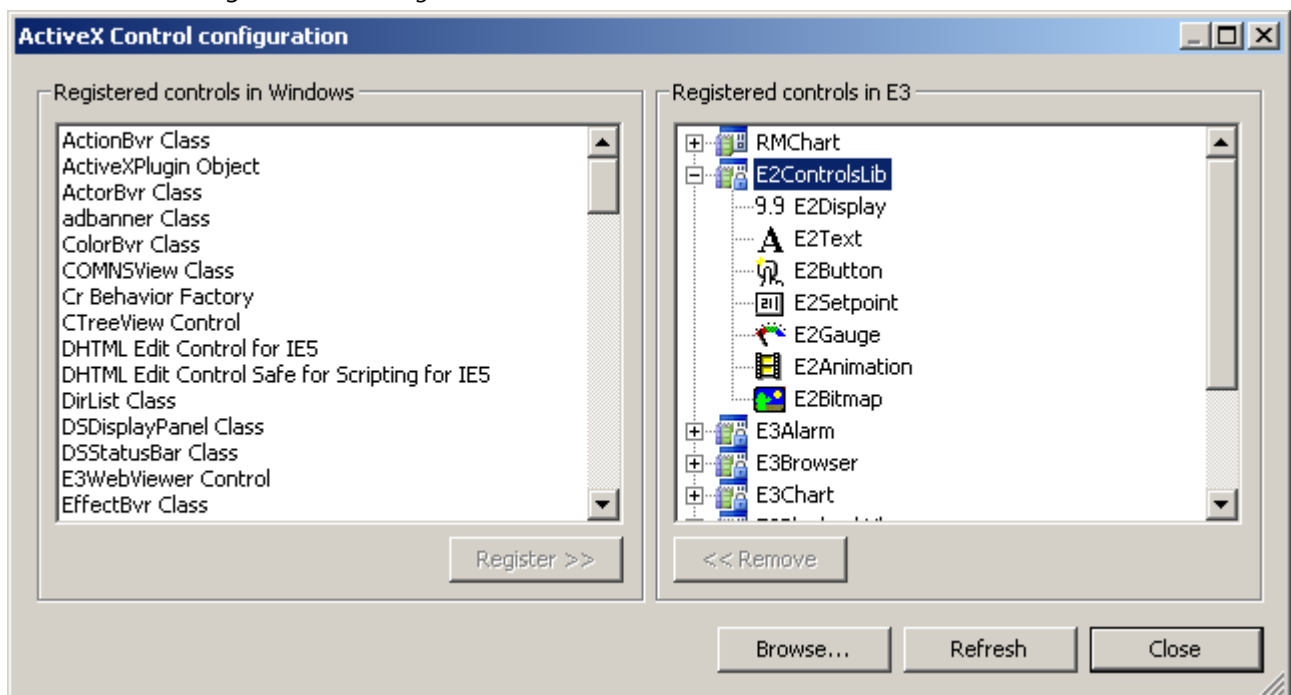 ActiveX Control configuration
Registered controls in Windows
ActionBvr Class
ActiveXPlugin Object
ActorBvr Class
adbanner Class
ColorBvr Class
COMNSView Class
Cr Behavior Factory
CTreeView Control
DHTML Edit Control for IE5
DHTML Edit Control Safe for Scripting for IE5
DirList Class
DSDisplayPanel Class
DSStatusBar Class
E3WebViewer Control
EffectBvr Class
Register >>
Registered controls in E3
RMChart
E2ControlsLib
9.9 E2Display
A E2Text
E2Button
E2Setpoint
E2Gauge
E2Animation
E2Bitmap
E3Alarm
E3Browser
E3Chart
<< Remove
Browse...
Refresh
Close